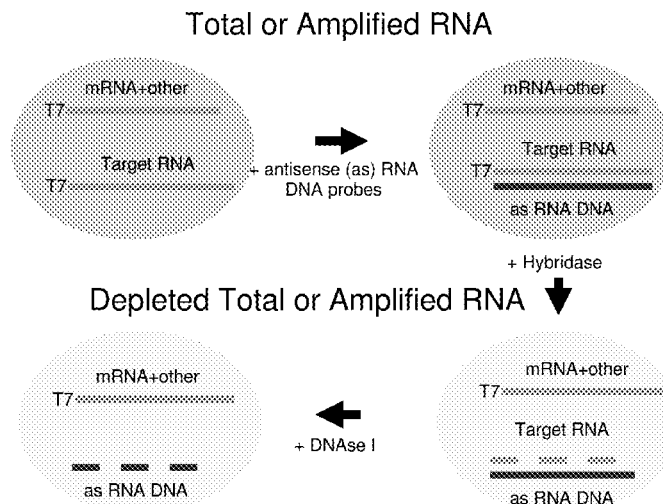 Total or Amplified RNA
mRNA+other
T7
Target RNA
T7
+ antisense (as) RNA
DNA probes
mRNA+other
T7
Target RNA
T7
as RNA DNA
+ Hybridase
Depleted Total or Amplified RNA
mRNA+other
T7
Target RNA
as RNA DNA
+ DNAse I
mRNA+other
T7
as RNA DNA